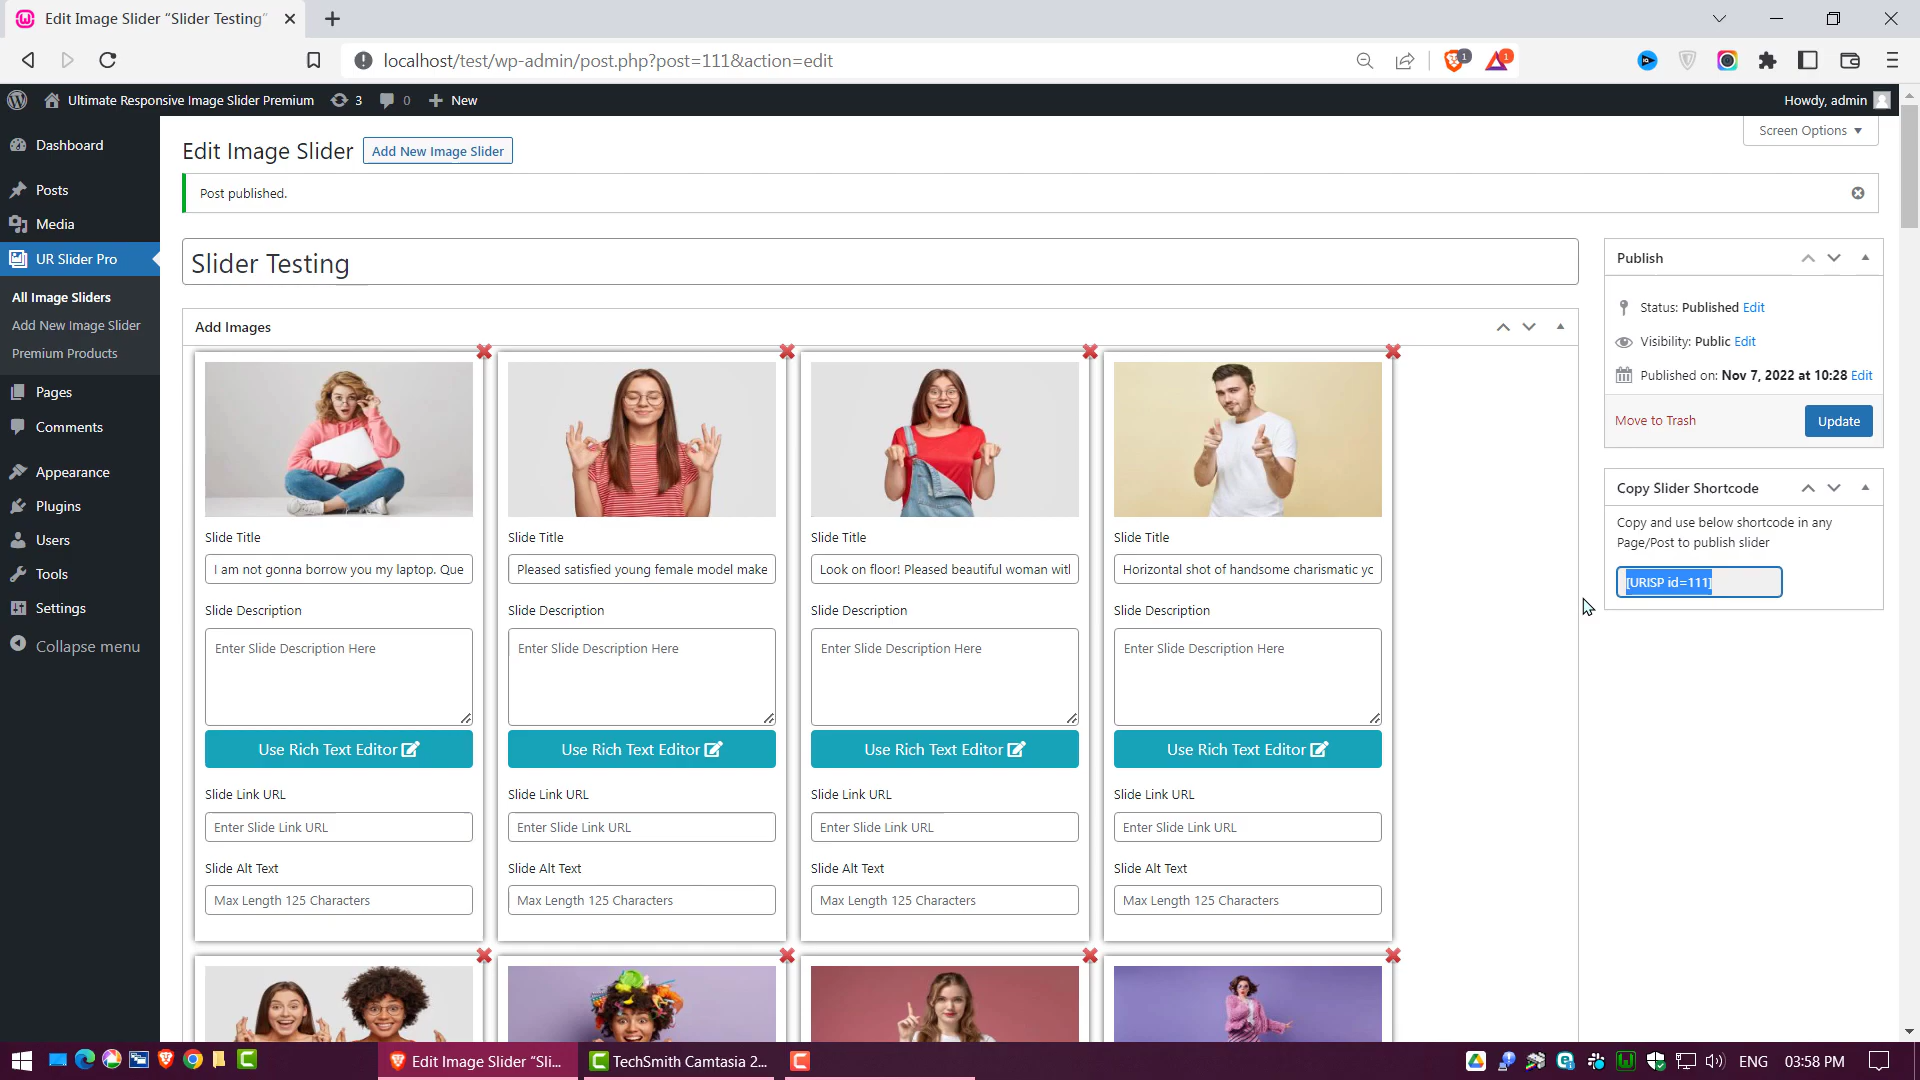 Edit Image Slider “Slider Testing”
localhost/test/wp-admin/post.php?post=111&action=edit
1
1
Ultimate Responsive Image Slider Premium
3
0
New
Howdy, admin
Screen Options
Dashboard
Posts
Media
UR Slider Pro
All Image Sliders
Add New Image Slider
Premium Products
Pages
Comments
Appearance
Plugins
Users
Tools
Settings
Collapse menu
Edit Image Slider
Add New Image Slider
Post published.
Slider Testing
Add Images
Slide Title
Slide Title
Slide Title
Slide Title
I am not gonna borrow you my laptop. Que
Pleased satisfied young female model make
Look on floor! Pleased beautiful woman witl
Horizontal shot of handsome charismatic yc
Slide Description
Slide Description
Slide Description
Slide Description
Enter Slide Description Here
Enter Slide Description Here
Enter Slide Description Here
Enter Slide Description Here
Use Rich Text Editor
Use Rich Text Editor
Use Rich Text Editor
Use Rich Text Editor
Slide Link URL
Slide Link URL
Slide Link URL
Slide Link URL
Enter Slide Link URL
Enter Slide Link URL
Enter Slide Link URL
Enter Slide Link URL
Slide Alt Text
Slide Alt Text
Slide Alt Text
Slide Alt Text
Max Length 125 Characters
Max Length 125 Characters
Max Length 125 Characters
Max Length 125 Characters
Publish
Status: Published Edit
Visibility: Public Edit
Published on: Nov 7, 2022 at 10:28 Edit
Move to Trash
Update
Copy Slider Shortcode
Copy and use below shortcode in any
Page/Post to publish slider
[URISP id=111]
Edit Image Slider “Sli...
TechSmith Camtasia 2...
ENG
03:58 PM